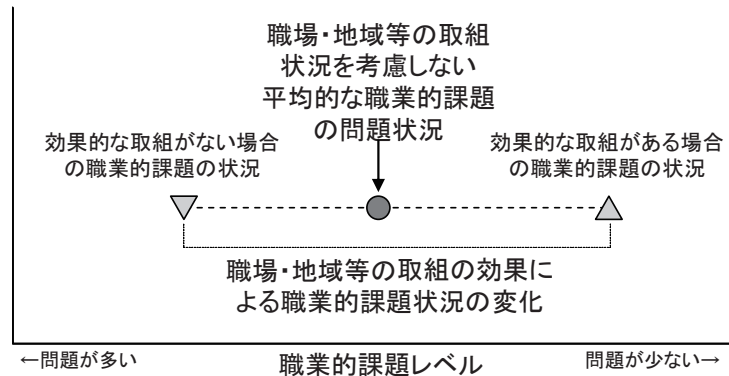 職場・地域等の取組
状況を考慮しない
平均的な職業的課題
の問題状況
効果的な取組がない場合
の職業的課題の状況
効果的な取組がある場合
の職業的課題の状況
職場・地域等の取組の効果に
よる職業的課題状況の変化
←問題が多い
職業的課題レベル
問題が少ない→